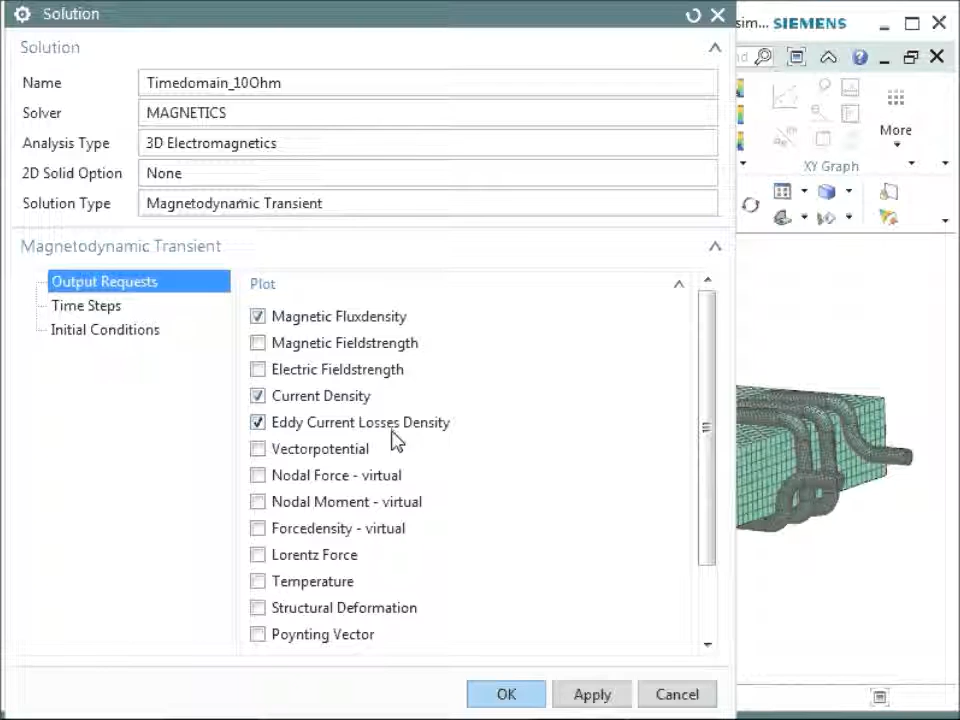 Solution
sim... SIEMENS
Solution
Name Timedomain_10Ohm
Solver MAGNETICS
Analysis Type 3D Electromagnetics
2D Solid Option None
Solution Type Magnetodynamic Transient
More
XY Graph
Magnetodynamic Transient
Output Requests
Time Steps
Initial Conditions
Plot
Magnetic Fluxdensity
Magnetic Fieldstrength
Electric Fieldstrength
Current Density
Eddy Current Losses Density
Vectorpotential
Nodal Force - virtual
Nodal Moment - virtual
Forcedensity - virtual
Lorentz Force
Temperature
Structural Deformation
Poynting Vector
OK Apply Cancel